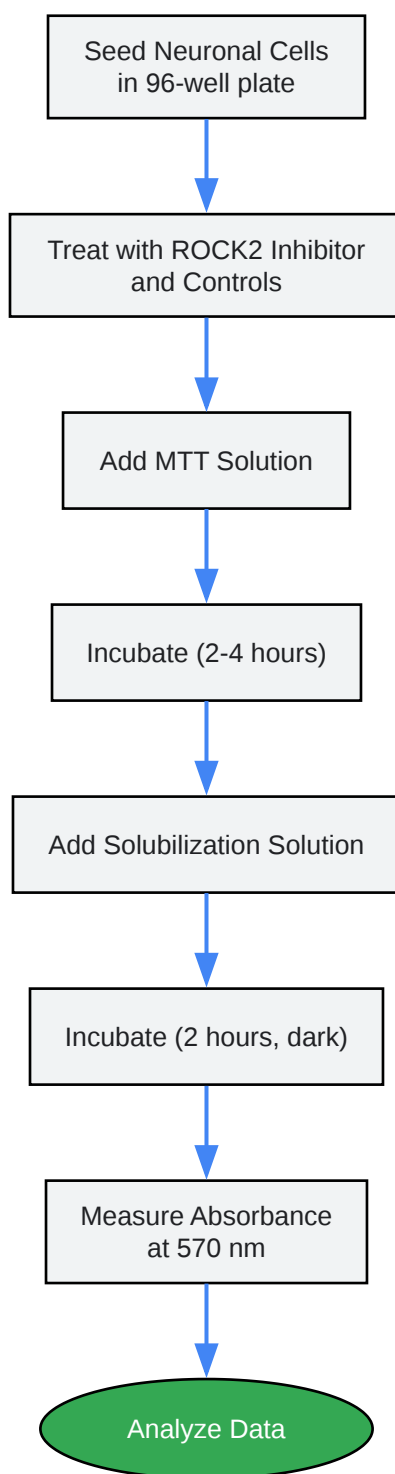 Seed Neuronal Cells
in 96-well plate
Treat with ROCK2 Inhibitor
and Controls
Add MTT Solution
Incubate (2-4 hours)
Add Solubilization Solution
Incubate (2 hours, dark)
Measure Absorbance
at 570 nm
Analyze Data